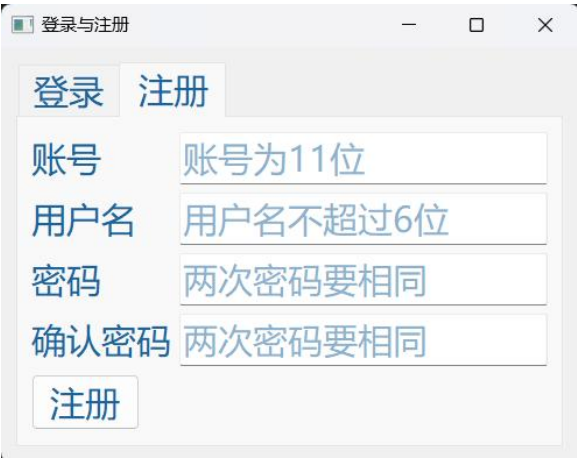 登录与注册
登录 注册
账号 账号为11位
用户名 用户名不超过6位
密码 两次密码要相同
确认密码 两次密码要相同
注册